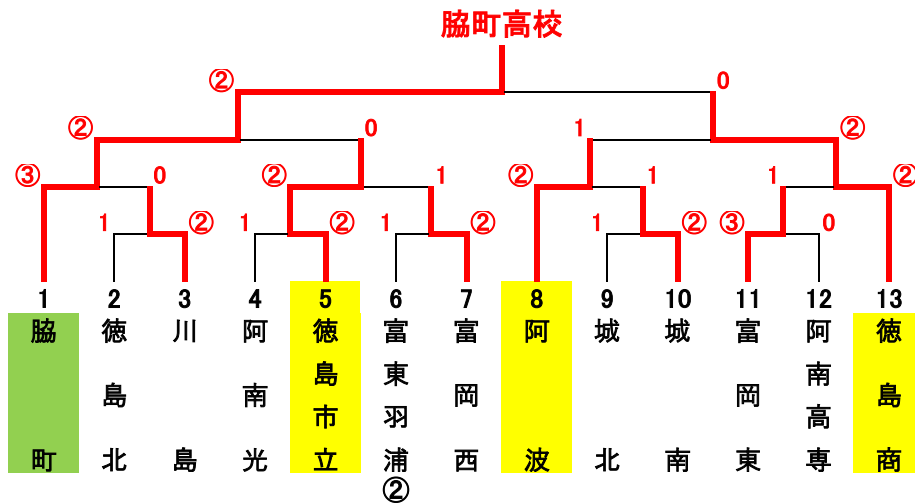 脇町高校
② 0
② 0 1 ②
③ 0 ② 1 ② 1 1 ②
1 ② 1 ② 1 ② 1 ② ③ 0
1 2 3 4 5 6 7 8 9 10 11 12 13
脇町
徳島北
川島
阿南光
徳島市立
富東羽浦②
富岡西
阿波
城北
城南
富岡東
阿南高専
徳島商